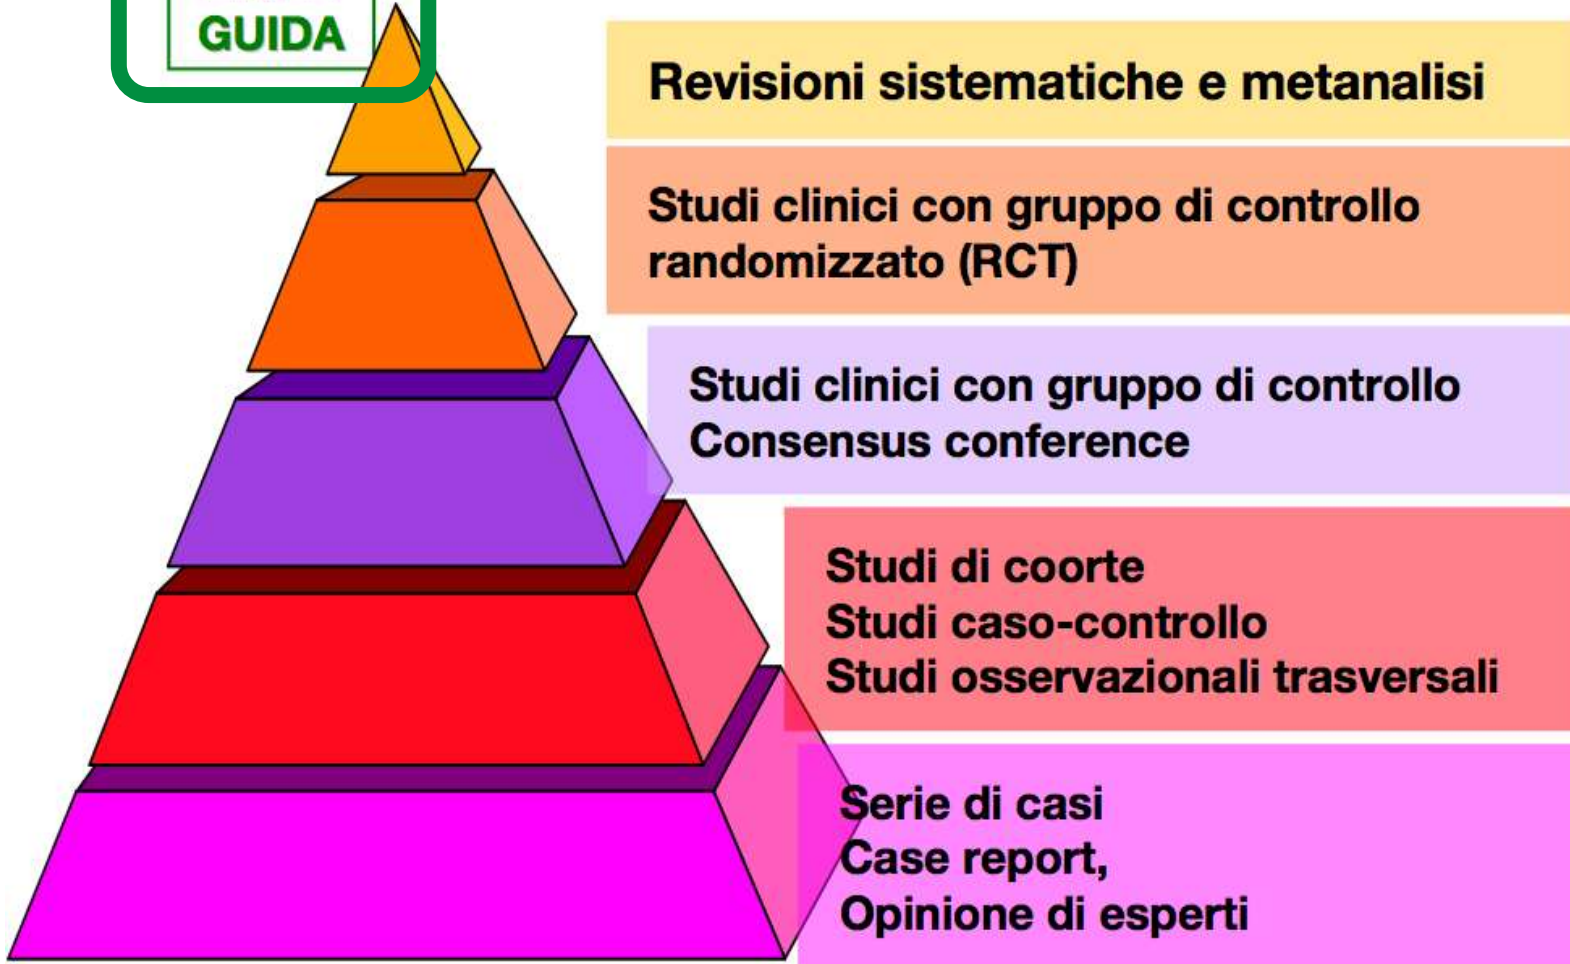 GUIDA
Revisioni sistematiche e metanalisi
Studi clinici con gruppo di controllo
randomizzato (RCT)
Studi clinici con gruppo di controllo
Consensus conference
Studi di coorte
Studi caso-controllo
Studi osservazionali trasversali
Serie di casi
Case report,
Opinione di esperti